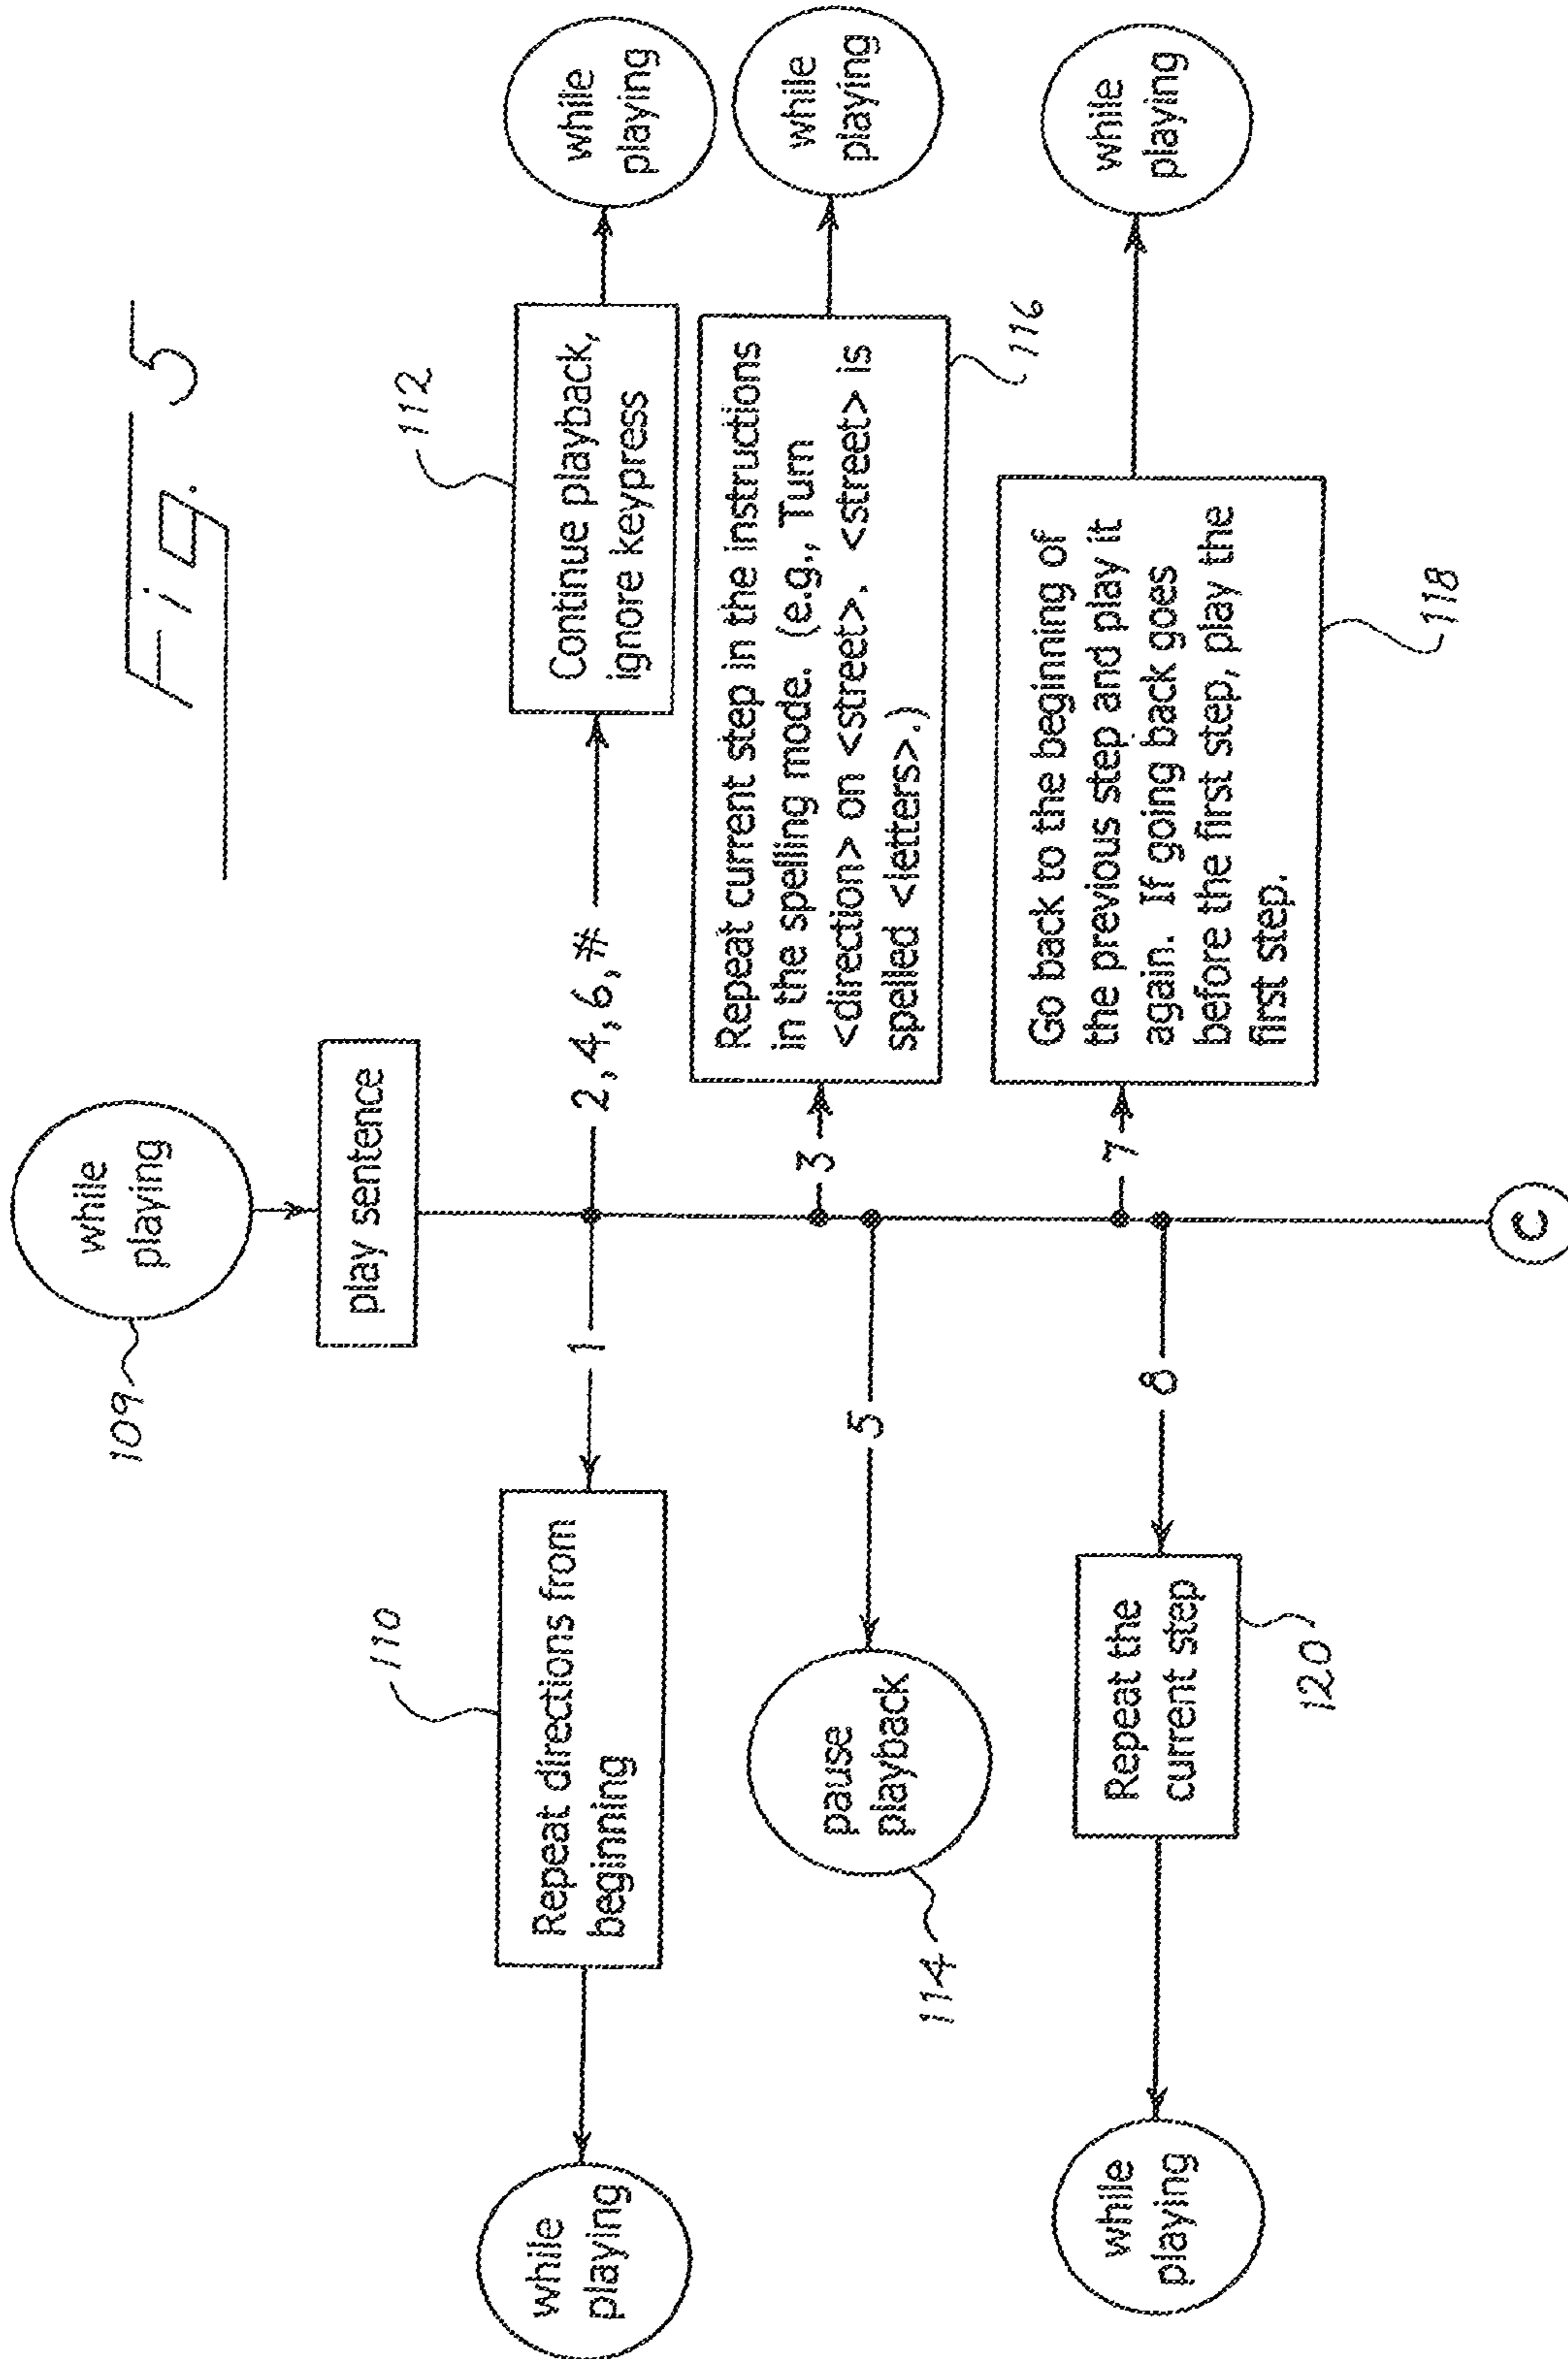 Fig. 5
while
playing
109
play sentence
1
2,4,6,#
110
Repeat directions from
beginning
while
playing
112
Continue playback,
ignore keypress
while
playing
3
Repeat current step in the instructions
in the spelling mode. (e.g., Turn
<direction> on <street>. <street> is
spelled <letters>.)
116
while
playing
5
pause
playback
114
7
Go back to the beginning of
the previous step and play it
again. If going back goes
before the first step, play the
first step.
118
while
playing
8
Repeat the
current step
120
while
playing
C